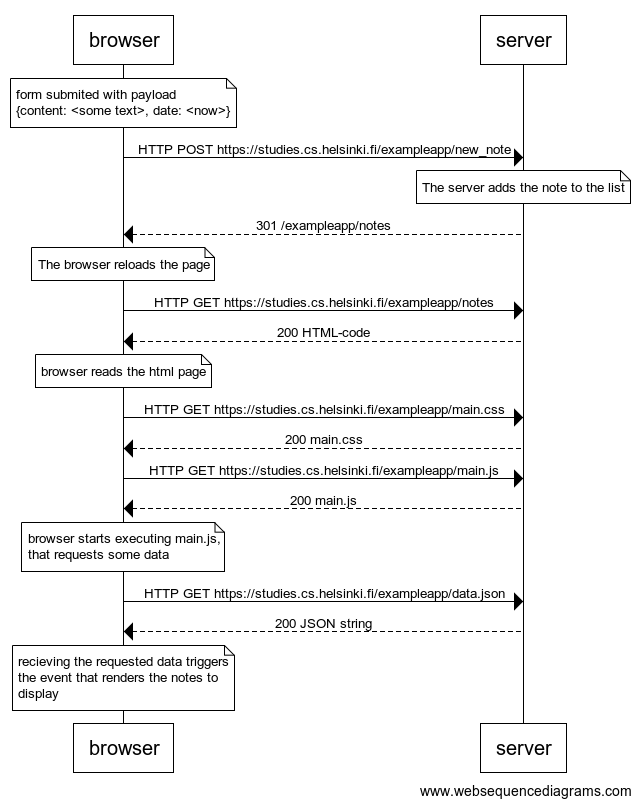 browser
server
form submited with payload
{content: <some text>, date: <now>}
HTTP POST https://studies.cs.helsinki.fi/exampleapp/new_note
The server adds the note to the list
301 /exampleapp/notes
The browser reloads the page
HTTP GET https://studies.cs.helsinki.fi/exampleapp/notes
200 HTML-code
browser reads the html page
HTTP GET https://studies.cs.helsinki.fi/exampleapp/main.css
200 main.css
HTTP GET https://studies.cs.helsinki.fi/exampleapp/main.js
200 main.js
browser starts executing main.js,
that requests some data
HTTP GET https://studies.cs.helsinki.fi/exampleapp/data.json
200 JSON string
recieving the requested data triggers
the event that renders the notes to
display
browser
server
www.websequencediagrams.com